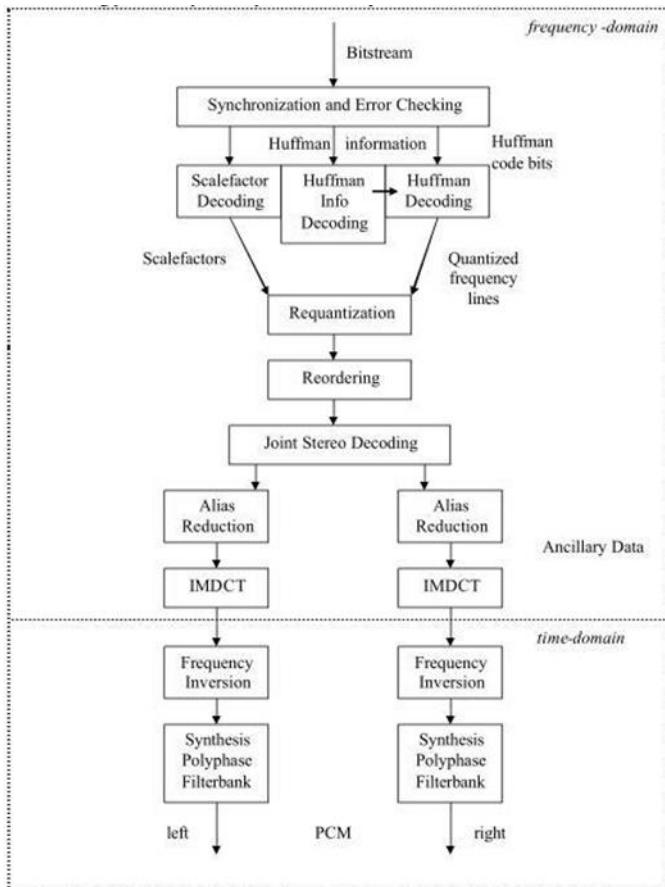 frequency -domain
Bitstream
Synchronization and Error Checking
Huffman information
Huffman
code bits
Scalefactor
Decoding
Huffman
Info
Decoding
Huffman
Decoding
Scalefactors
Quantized
frequency
lines
Requantization
Reordering
Joint Stereo Decoding
Alias
Reduction
Alias
Reduction
Ancillary Data
IMDCT
IMDCT
time-domain
Frequency
Inversion
Frequency
Inversion
Synthesis
Polyphase
Filterbank
Synthesis
Polyphase
Filterbank
left
PCM
right